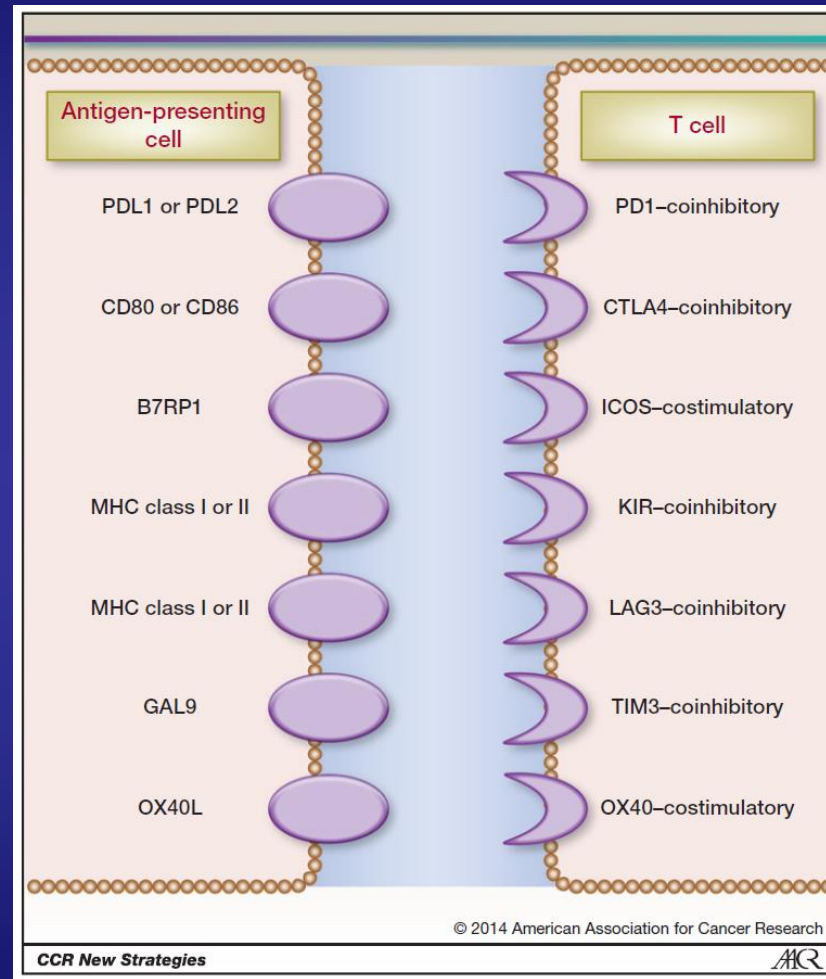 Antigen-presenting
cell
T cell
PDL1 or PDL2
PD1–coinhibitory
CD80 or CD86
CTLA4–coinhibitory
B7RP1
ICOS–costimulatory
MHC class I or II
KIR–coinhibitory
MHC class I or II
LAG3–coinhibitory
GAL9
TIM3–coinhibitory
OX40L
OX40–costimulatory
© 2014 American Association for Cancer Research
CCR New Strategies
AACR